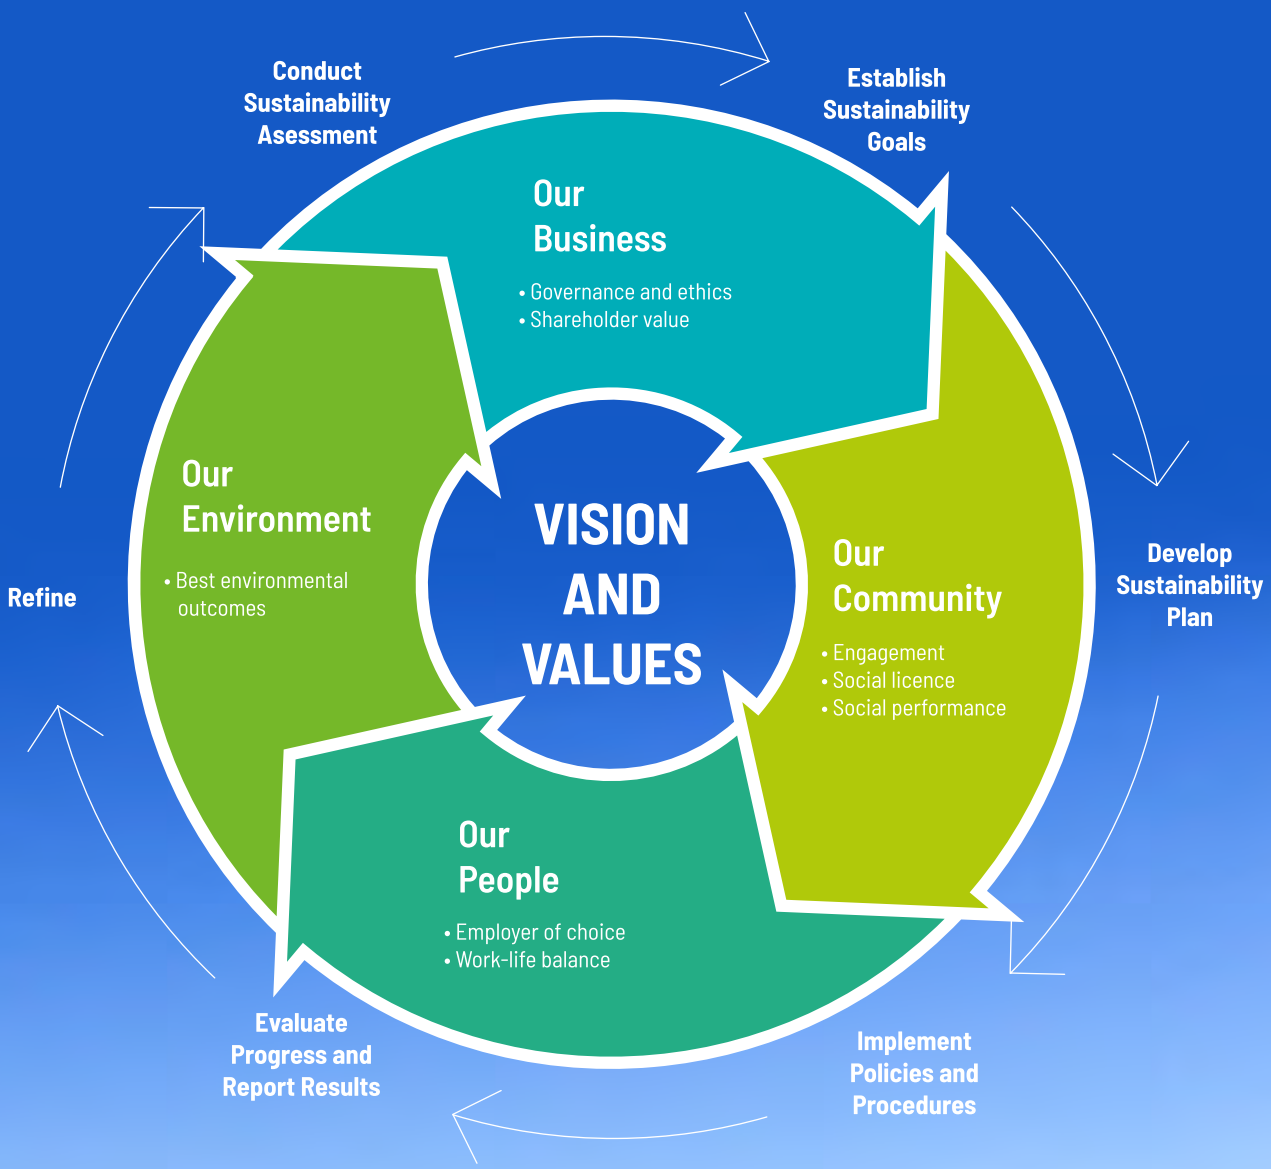 Conduct
Sustainability
Asessment
Establish
Sustainability
Goals
Our
Business
• Governance and ethics
• Shareholder value
Our
Environment
• Best environmental
outcomes
Refine
VISION
AND
VALUES
Our
Community
• Engagement
• Social licence
• Social performance
Develop
Sustainability
Plan
Our
People
• Employer of choice
• Work-life balance
Evaluate
Progress and
Report Results
Implement
Policies and
Procedures